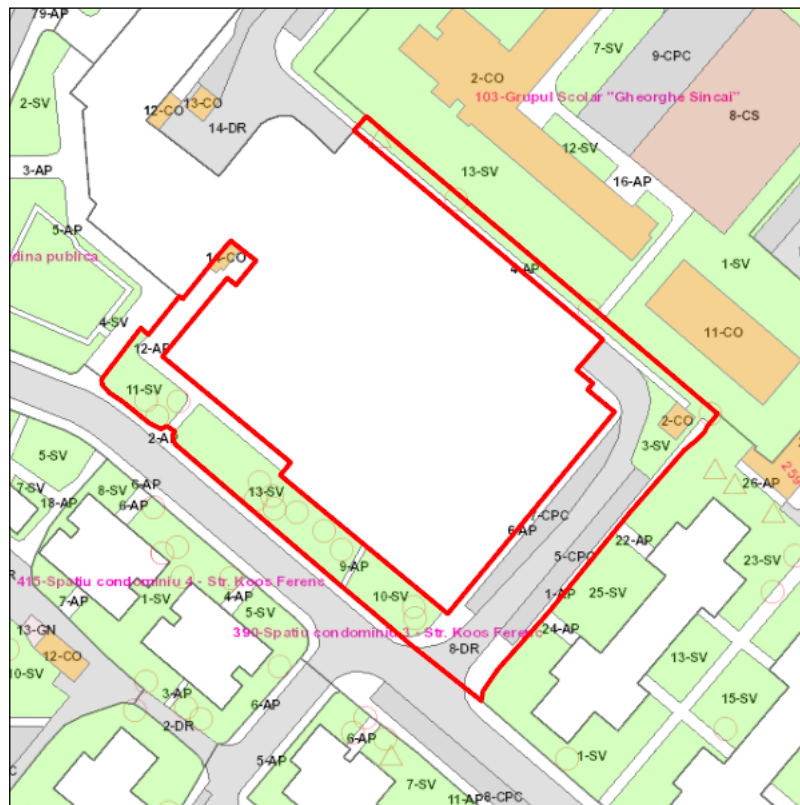 79-AP
7-SV
9-CPC
2-CO
103-Grupul Scolar "Gheorghe Sincai"
2-SV
12-CO
13-CO
8-CS
14-DR
12-SV
3-AP
13-SV
16-AP
5-AP
dina publica
14-CO
4-AP
1-SV
4-SV
11-CO
12-AP
11-SV
2-CO
2-AP
3-SV
5-SV
259
7-SV
8-SV
6-AP
6-AP
13-SV
26-AP
18-AP
7-CPC
6-AP
22-AP
5-CPC
23-SV
9-AP
415-Spatiu condominiu 4 - Str. Koos Ferenc
4-AP
7-AP
1-SV
5-SV
10-SV
1-AP
25-SV
13-GN
390-Spatiu condominiu 3 - Str. Koos Ferenc
24-AP
12-CO
8-DR
13-SV
10-SV
3-AP
15-SV
6-AP
2-DR
6-AP
5-AP
1-SV
7-SV
11-AP
8-CPC